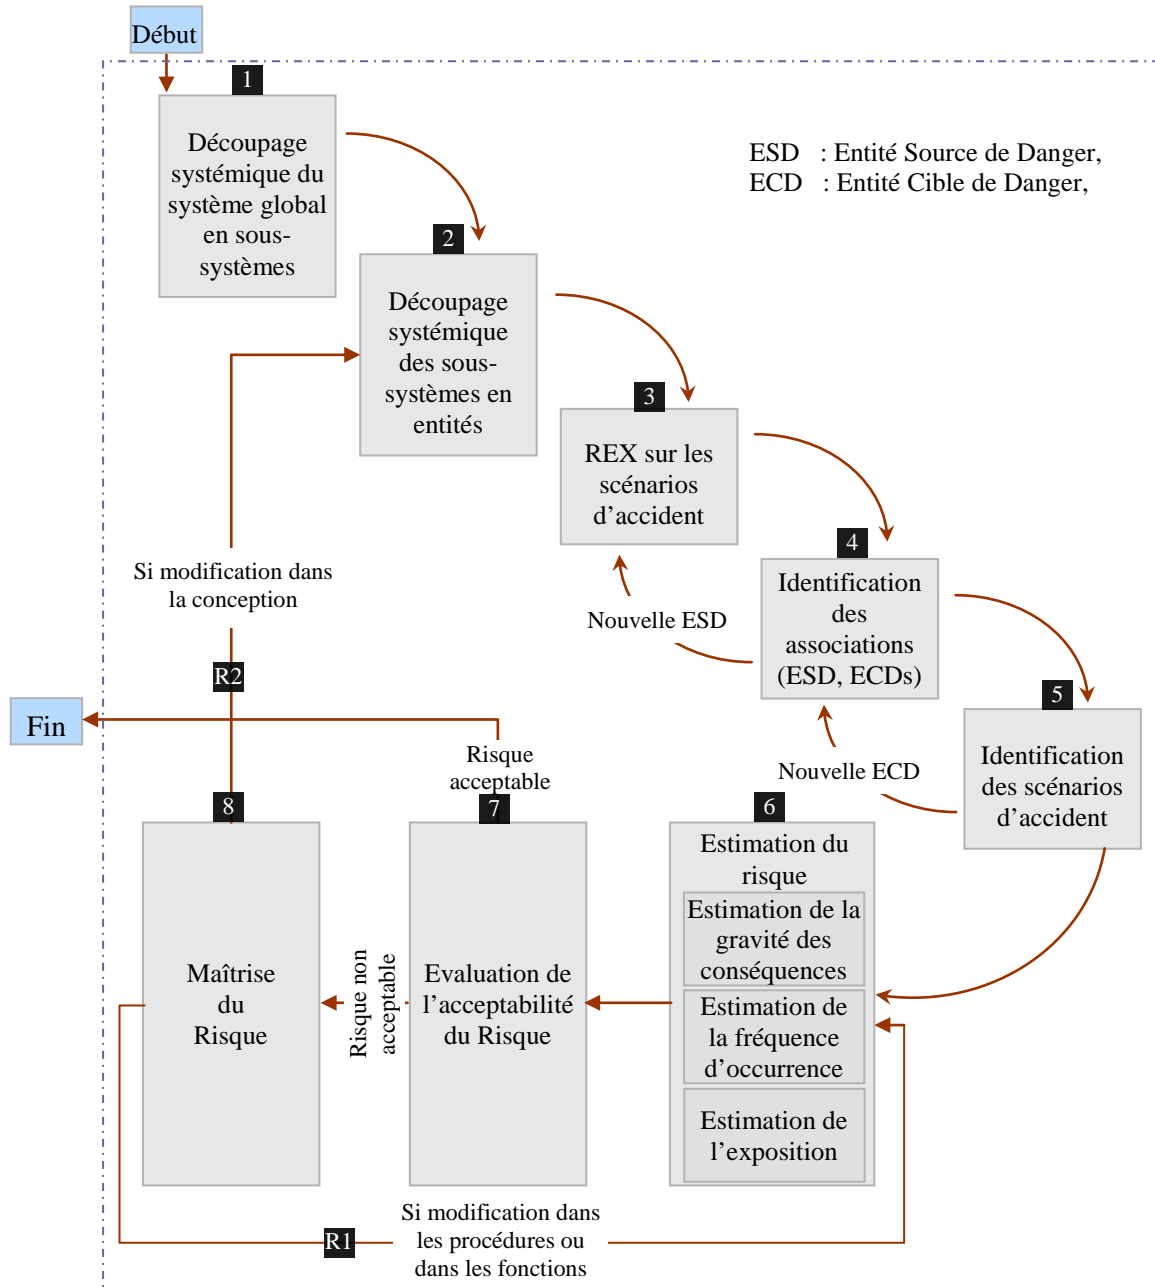 Début
1
Découpage
systémique du
système global
en sous-
systèmes
ESD : Entité Source de Danger,
ECD : Entité Cible de Danger,
2
Découpage
systémique
des sous-
systèmes en
entités
3
REX sur les
scénarios
d’accident
4
Identification
des
associations
(ESD, ECDs)
Nouvelle ESD
Si modification dans
la conception
R2
Fin
5
Identification
des scénarios
d’accident
Nouvelle ECD
Risque
acceptable
8
Maîtrise
du
Risque
Risque non
acceptable
7
Evaluation de
l’acceptabilité
du Risque
6
Estimation du
risque
Estimation de la
gravité des
conséquences
Estimation de
la fréquence
d’occurrence
Estimation de
l’exposition
R1
Si modification dans
les procédures ou
dans les fonctions